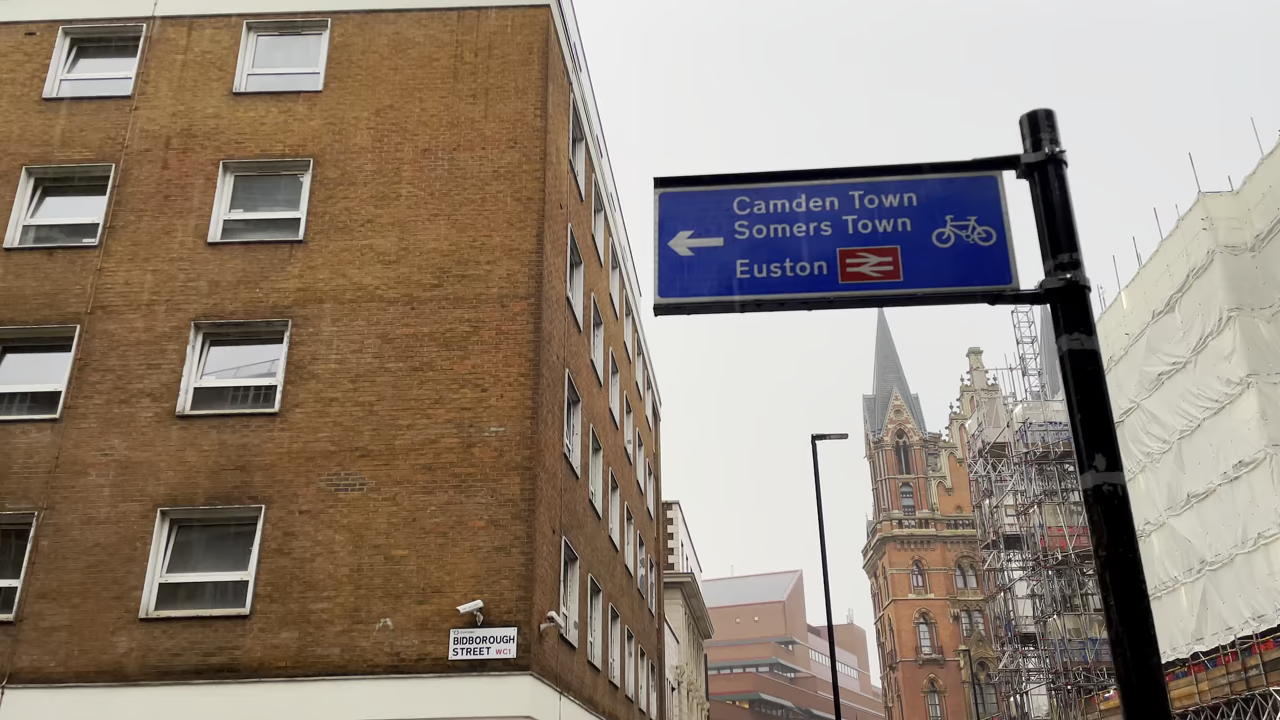 Camden Town
Somers Town
Euston
BIDBOROUGH
STREET WC1